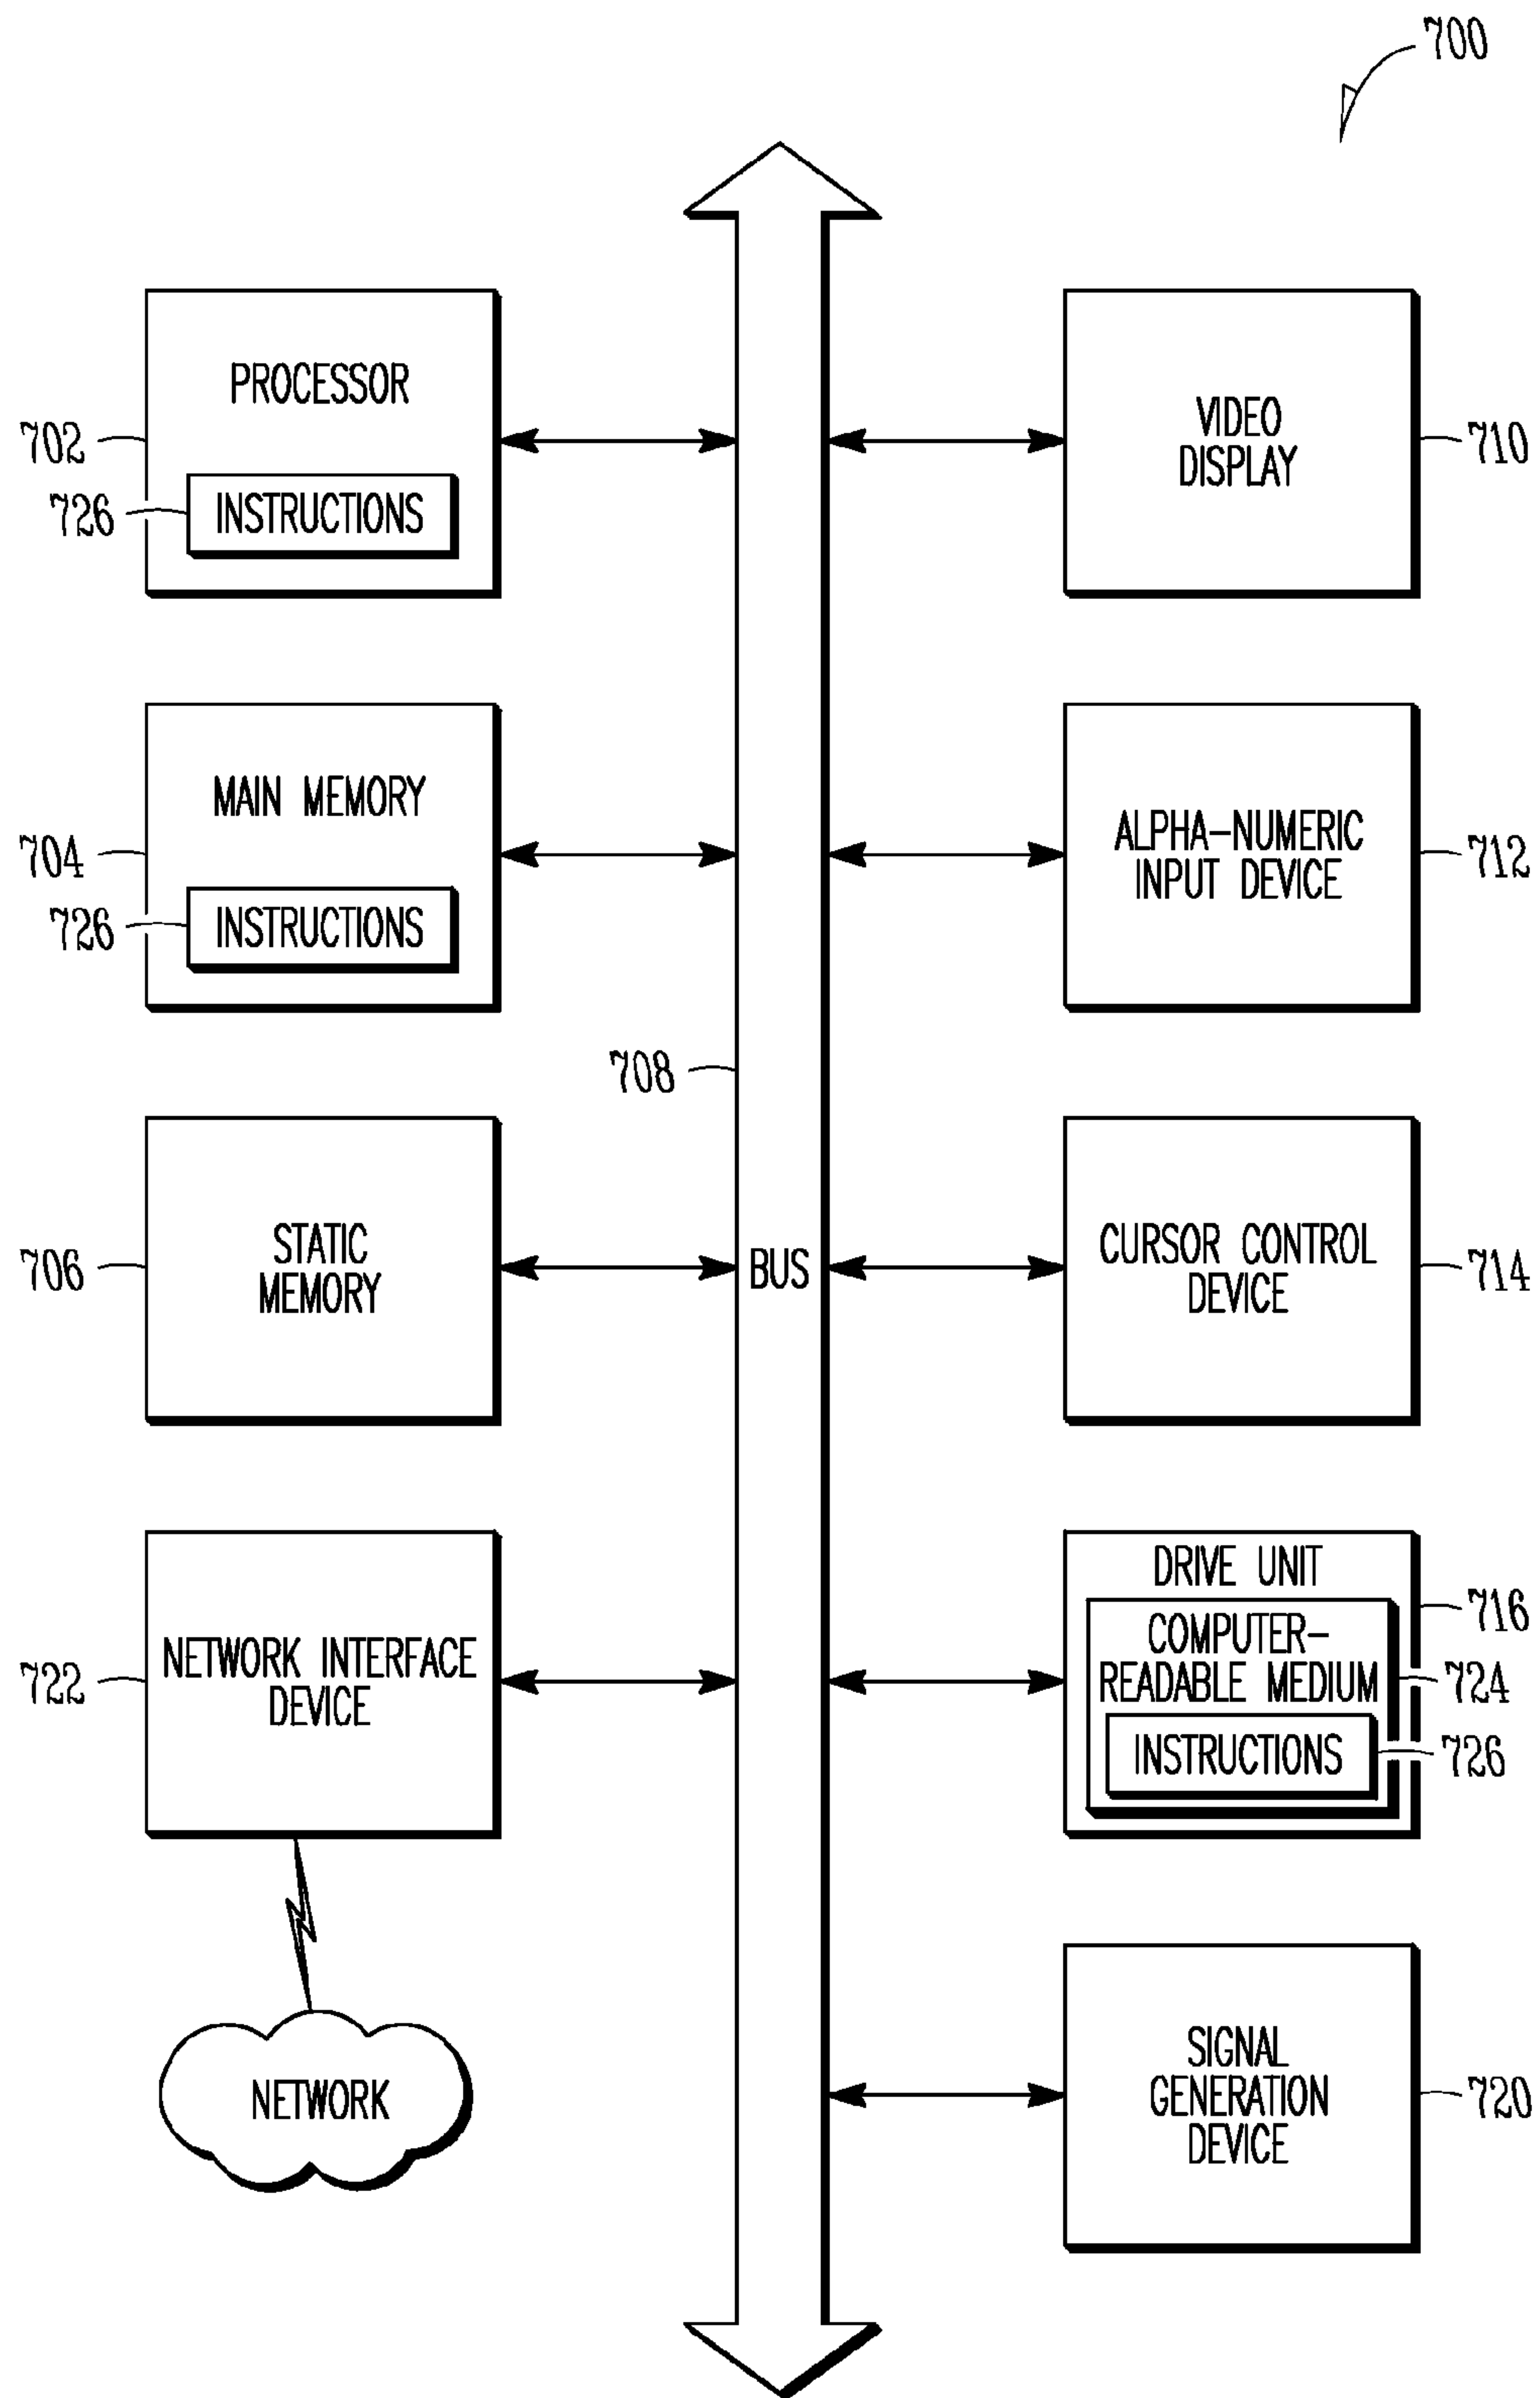 700
PROCESSOR
702
726
INSTRUCTIONS
VIDEO
DISPLAY
710
MAIN MEMORY
704
726
INSTRUCTIONS
ALPHA-NUMERIC
INPUT DEVICE
712
708
STATIC
MEMORY
706
BUS
CURSOR CONTROL
DEVICE
714
NETWORK INTERFACE
DEVICE
722
DRIVE UNIT
716
COMPUTER-
READABLE MEDIUM
724
INSTRUCTIONS
726
NETWORK
SIGNAL
GENERATION
DEVICE
720